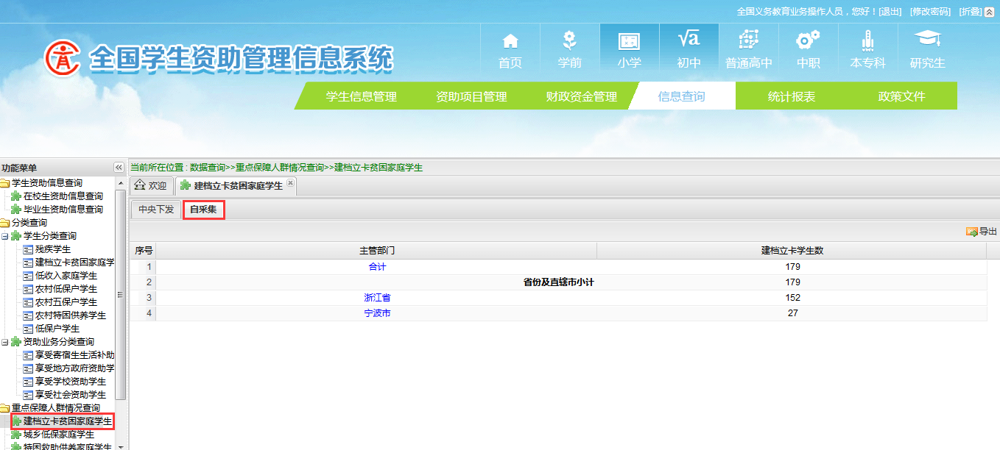 全国义务教育业务操作人员，您好！[退出] [修改密码] [折叠]
全国学生资助管理信息系统
首页 学前 小学 初中 普通高中 中职 本专科 研究生
学生信息管理 资助项目管理 财政资金管理 信息查询 统计报表 政策文件
功能菜单
学生资助信息查询
在校生资助信息查询
毕业生资助信息查询
分类查询
学生分类查询
残疾学生
建档立卡贫困家庭学
低收入家庭学生
农村低保户学生
农村五保户学生
农村特困供养学生
低保户学生
资助业务分类查询
享受寄宿生生活补助
享受地方政府资助学
享受学校资助学生
享受社会资助学生
重点保障人群情况查询
建档立卡贫困家庭学生
城乡低保家庭学生
特困救助供养家庭学生
当前所在位置 : 数据查询>>重点保障人群情况查询>>建档立卡贫困家庭学生
欢迎 建档立卡贫困家庭学生
中央下发 自采集
导出
序号 主管部门 建档立卡学生数
1 合计 179
2 省份及直辖市小计 179
3 浙江省 152
4 宁波市 27